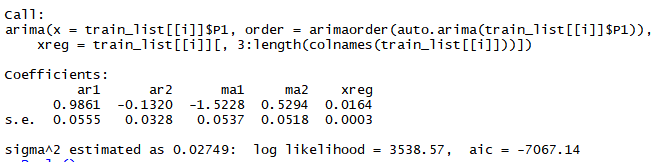 call:
arima(x = train_list[[i]]$P1, order = arimaorder(auto.arima(train_list[[i]]$P1)),
    xreg = train_list[[i]][, 3:length(colnames(train_list[[i]]))])

Coefficients:
         ar1      ar2      ma1     ma2    xreg
      0.9861  -0.1320  -1.5228  0.5294  0.0164
s.e.  0.0555   0.0328   0.0537  0.0518  0.0003

sigma^2 estimated as 0.02749:  log likelihood = 3538.57,  aic = -7067.14